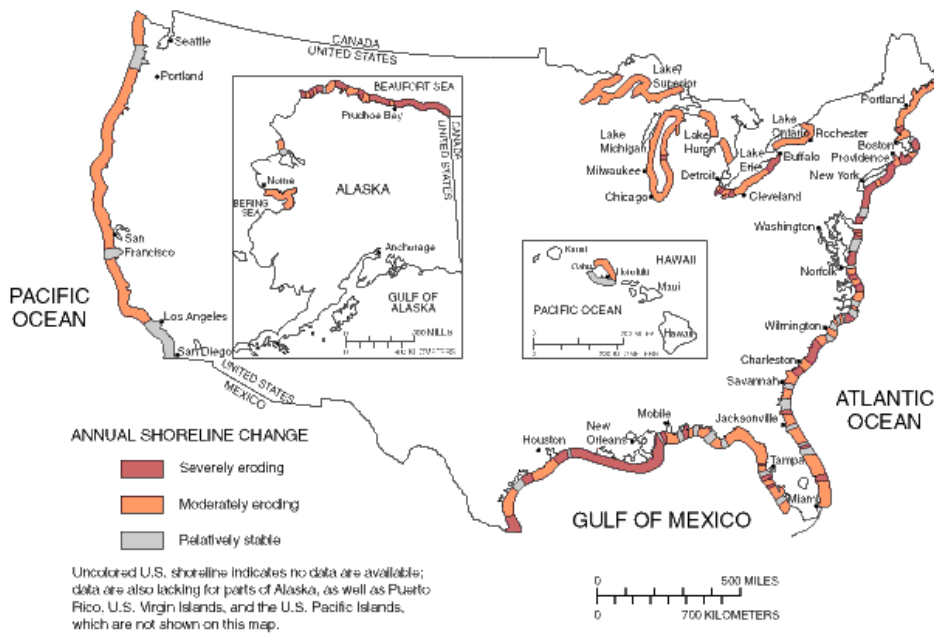 CANADA
UNITED STATES
Seattle
Portland
BEAUFORT SEA
Prudhoe Bay
CANADA
UNITED STATES
Nome
ALASKA
BERING SEA
Anchorage
GULF OF
ALASKA
San
Francisco
PACIFIC
OCEAN
Los Angeles
San Diego
UNITED STATES
MEXICO
Lake
Superior
Lake
Michigan
Lake
Huron
Lake
Ontario
Lake
Erie
Milwaukee
Chicago
Detroit
Cleveland
Buffalo
Rochester
Portland
Boston
Providence
New York
Washington
Norfolk
Kauai
Oahu
Honolulu
HAWAII
Maui
PACIFIC OCEAN
Hawaii
Wilmington
Charleston
Savannah
ATLANTIC
OCEAN
Jacksonville
Mobile
New
Orleans
Houston
Tampa
Miami
GULF OF MEXICO
ANNUAL SHORELINE CHANGE
Severely eroding
Moderately eroding
Relatively stable
Uncolored U.S. shoreline indicates no data are available;
data are also lacking for parts of Alaska, as well as Puerto
Rico, U.S. Virgin Islands, and the U.S. Pacific Islands,
which are not shown on this map.
0 500 MILES
0 700 KILOMETERS